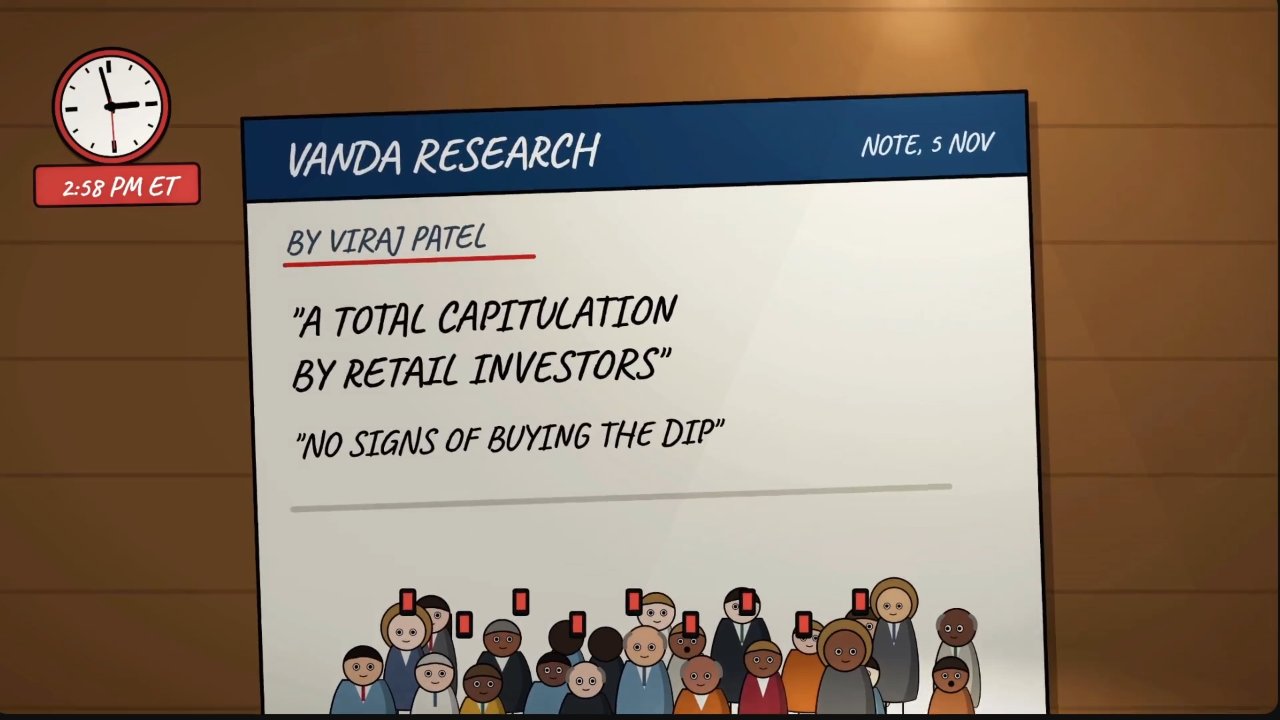 2:58 PM ET
VANDA RESEARCH
NOTE, 5 NOV
BY VIRAJ PATEL
"A TOTAL CAPITULATION
BY RETAIL INVESTORS"
"NO SIGNS OF BUYING THE DIP"